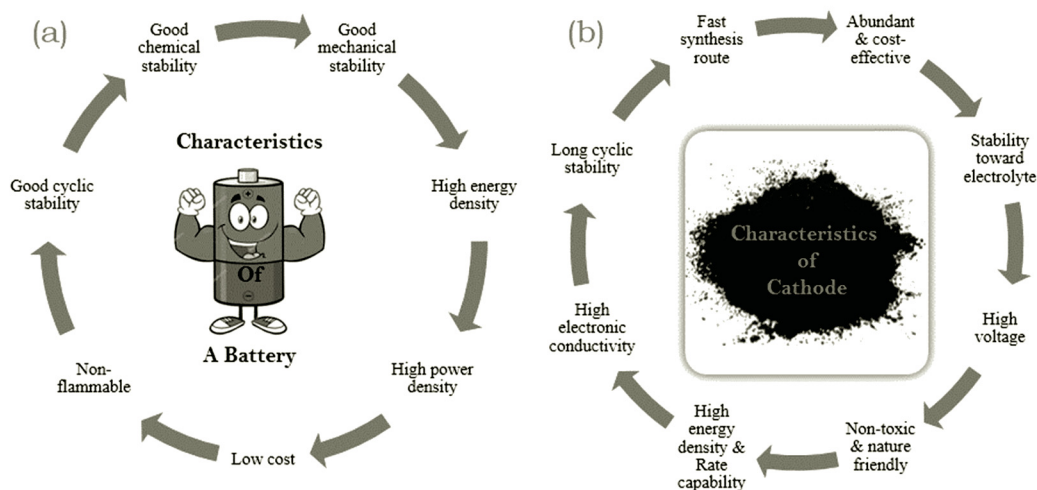 (a)
Good
chemical
stability
Good
mechanical
stability
High energy
density
High power
density
Low cost
Non-
flammable
Good cyclic
stability
Characteristics
Of
A Battery
(b)
Fast
synthesis
route
Abundant
& cost-
effective
Stability
toward
electrolyte
High
voltage
Non-toxic
& nature
friendly
High
energy
density &
Rate
capability
High
electronic
conductivity
Long cyclic
stability
Characteristics
of
Cathode